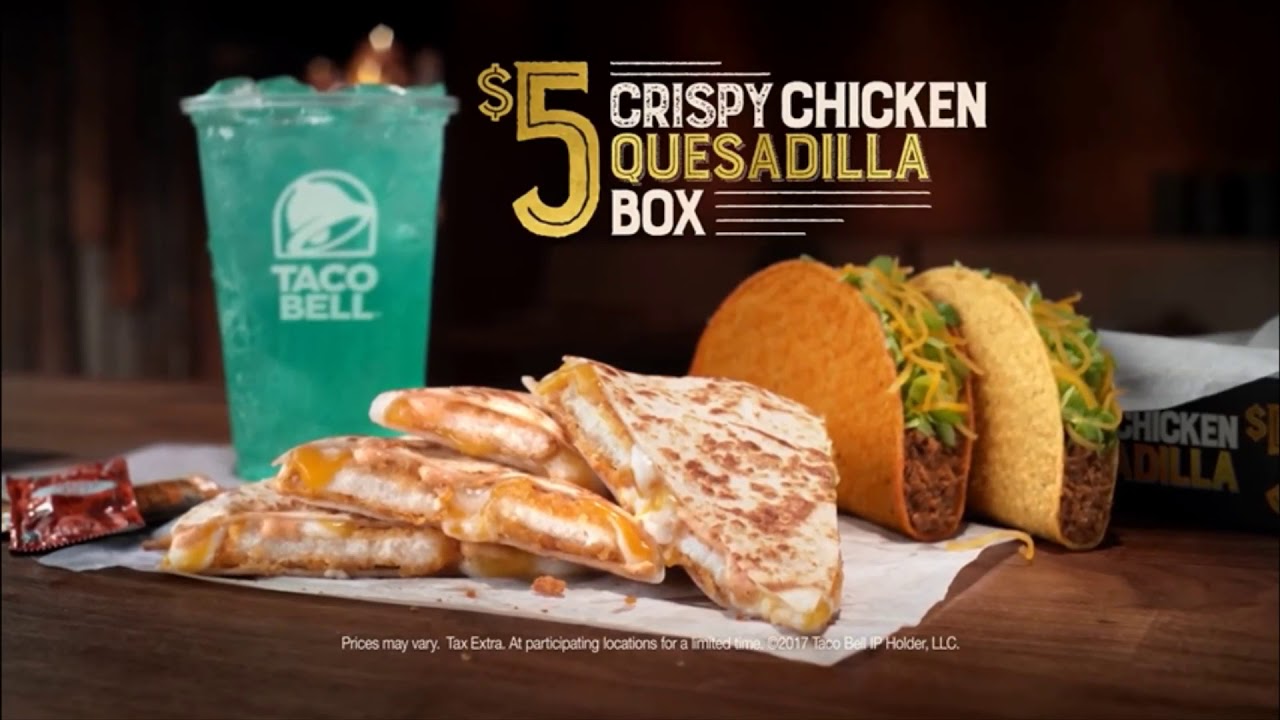 $5
CRISPY CHICKEN
QUESADILLA
BOX
TACO
BELL
CHICKEN
Prices may vary. Tax Extra. At participating locations for a limited time. ©2017 Taco Bell IP Holder, LLC.